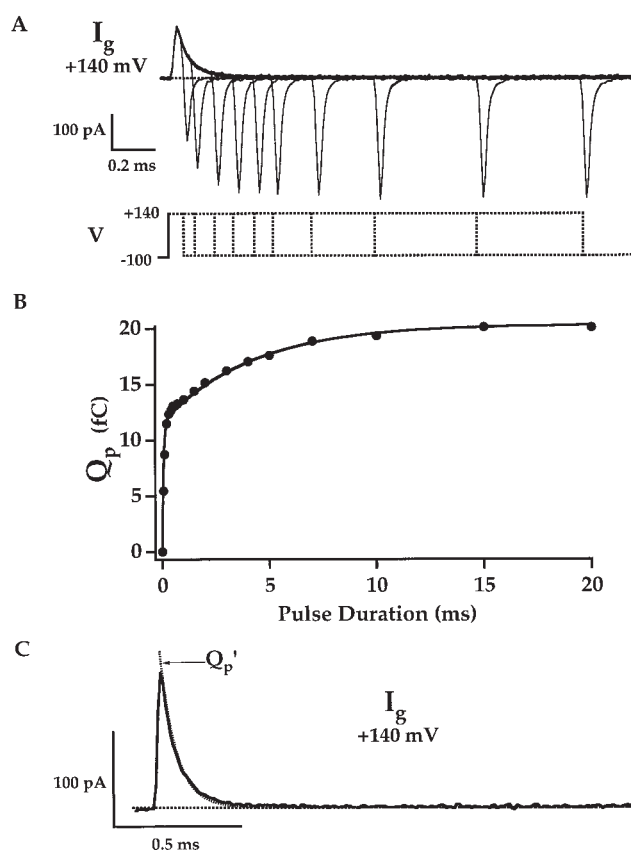 A
Ig
+140 mV
100 pA
0.2 ms
+140
V
-100
B
20
15
10
5
0
Qp (fC)
0 5 10 15 20
Pulse Duration (ms)
C
Qp'
Ig
+140 mV
100 pA
0.5 ms